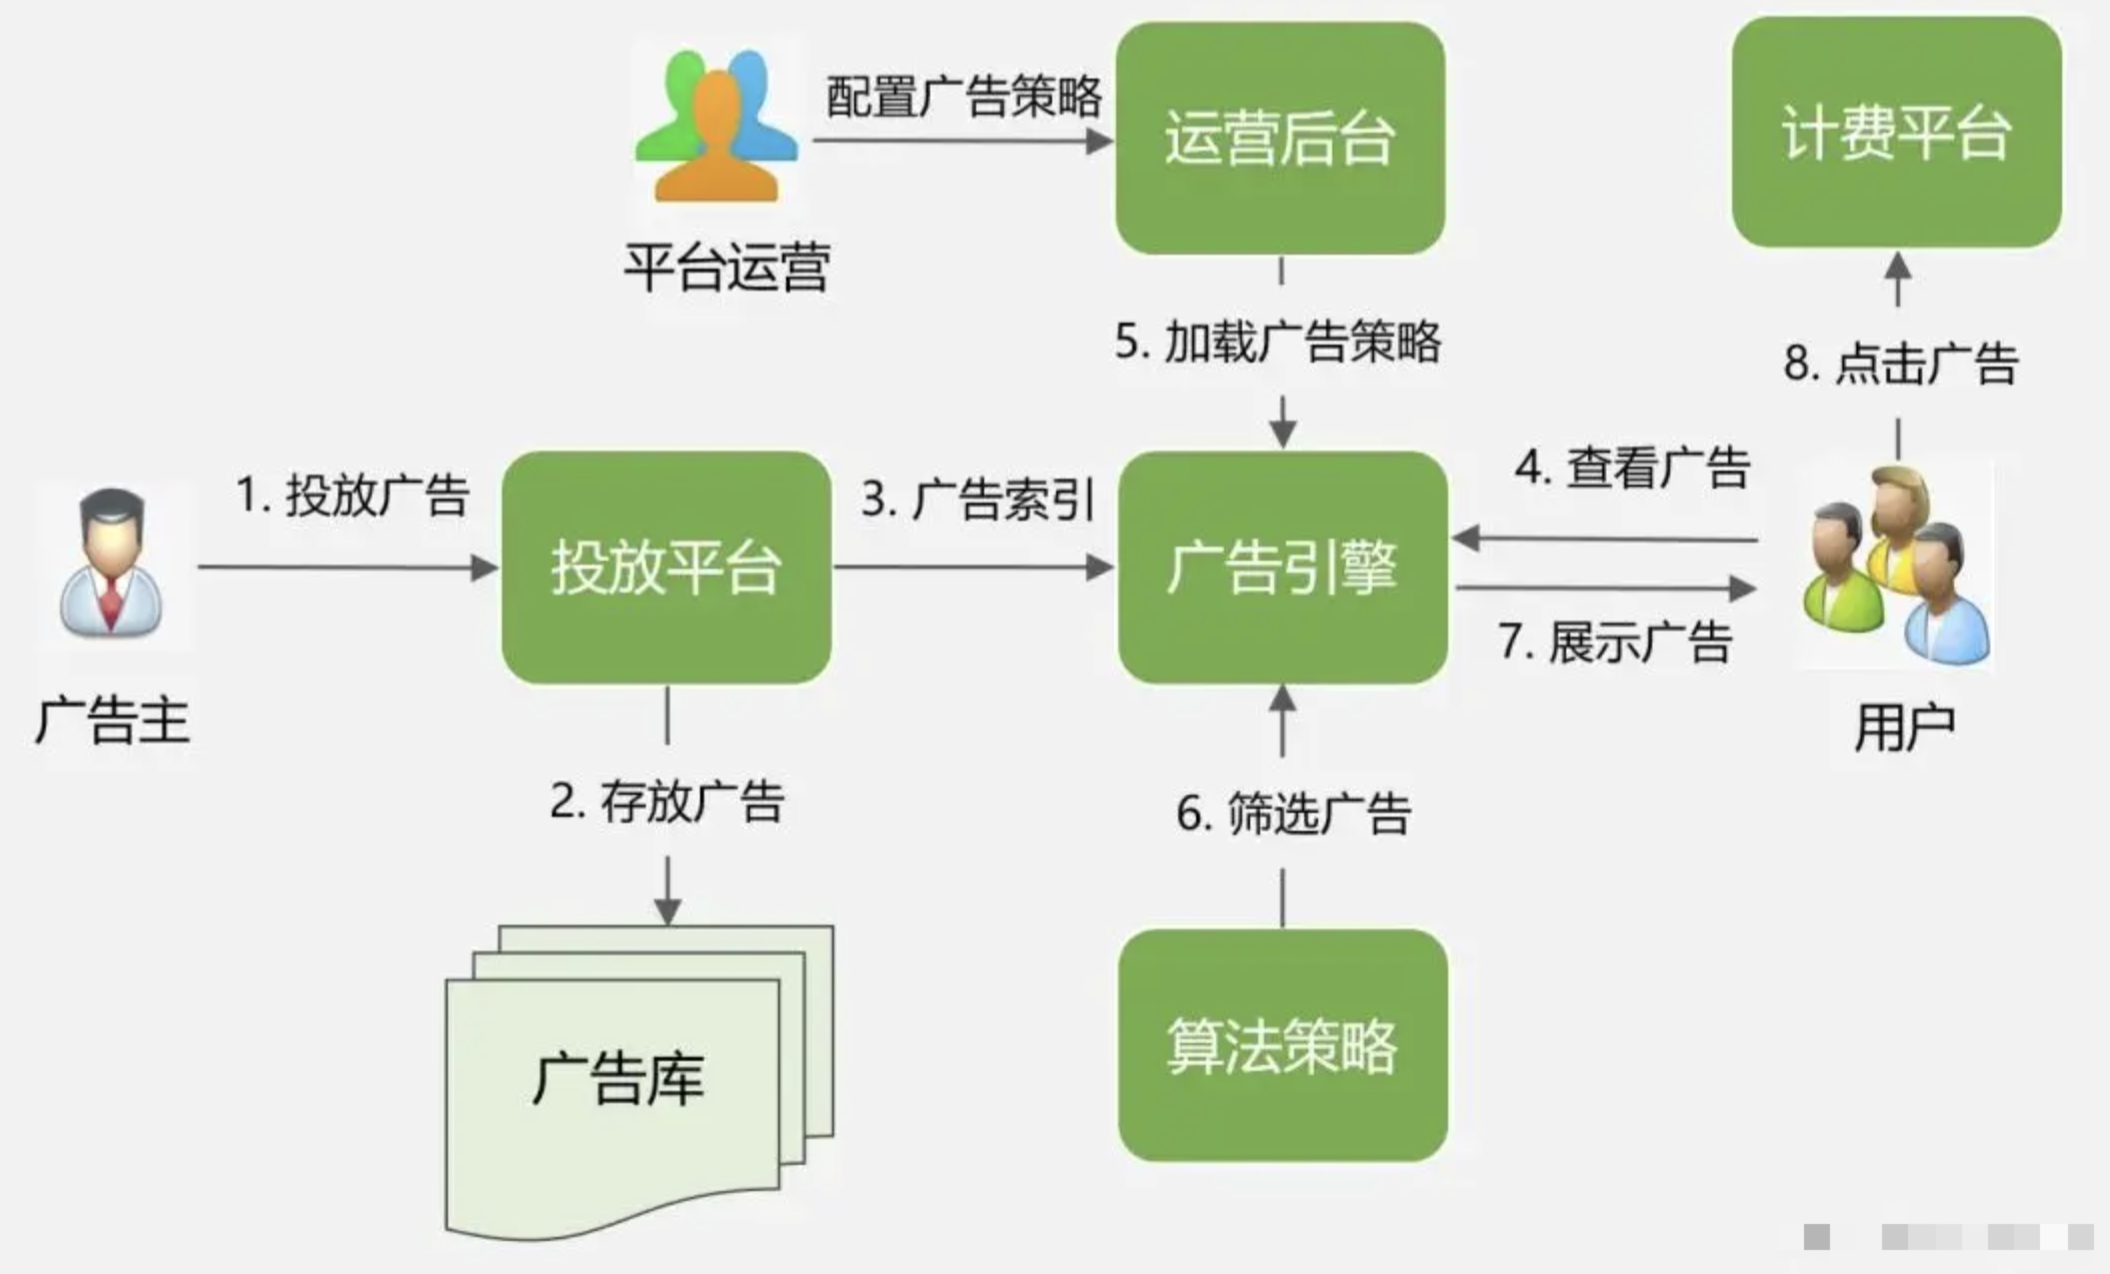 配置广告策略
运营后台
计费平台
平台运营
5. 加载广告策略
8. 点击广告
1. 投放广告
3. 广告索引
4. 查看广告
投放平台
广告引擎
7. 展示广告
广告主
用户
2. 存放广告
6. 筛选广告
广告库
算法策略